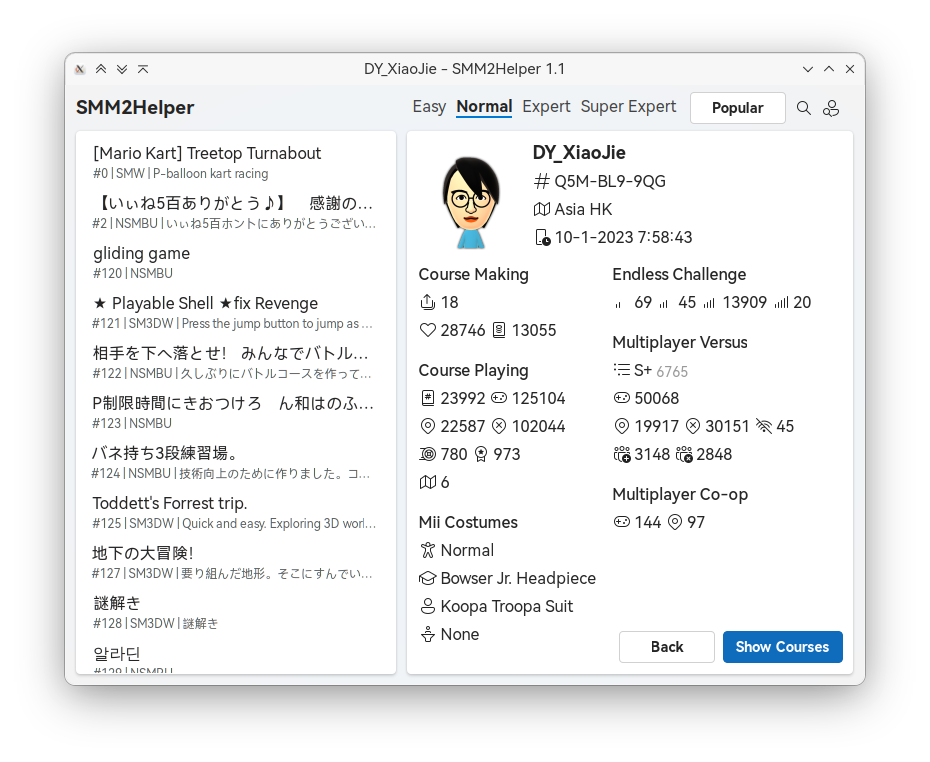 DY_XiaoJie – SMM2Helper 1.1
SMM2Helper
Easy Normal Expert Super Expert Popular
[Mario Kart] Treetop Turnabout
#0 | SMW | P-balloon kart racing
【いぃね5百ありがとう♪】　感謝の…
#2 | NSMBU | いぃね5百ホントにありがとうござい…
gliding game
#120 | NSMBU
★ Playable Shell ★fix Revenge
#121 | SM3DW | Press the jump button to jump as …
相手を下へ落とせ!　みんなでバトル…
#122 | NSMBU | 久しぶりにバトルコースを作って…
P制限時間にきおつけろ　ん和はのふ…
#123 | NSMBU
バネ持ち3段練習場。
#124 | NSMBU | 技術向上のために作りました。コ…
Toddett's Forrest trip.
#125 | SM3DW | Quick and easy. Exploring 3D worl…
地下の大冒険!
#127 | SM3DW | 要り組んだ地形。そこにすんでい…
謎解き
#128 | SM3DW | 謎解き
알라딘
#129 | NSMBU
DY_XiaoJie
Q5M-BL9-9QG
Asia HK
10-1-2023 7:58:43
Course Making
18
28746 13055
Course Playing
23992 125104
22587 102044
780 973
6
Mii Costumes
Normal
Bowser Jr. Headpiece
Koopa Troopa Suit
None
Endless Challenge
69 45 13909 20
Multiplayer Versus
S+ 6765
50068
19917 30151 45
3148 2848
Multiplayer Co-op
144 97
Back Show Courses